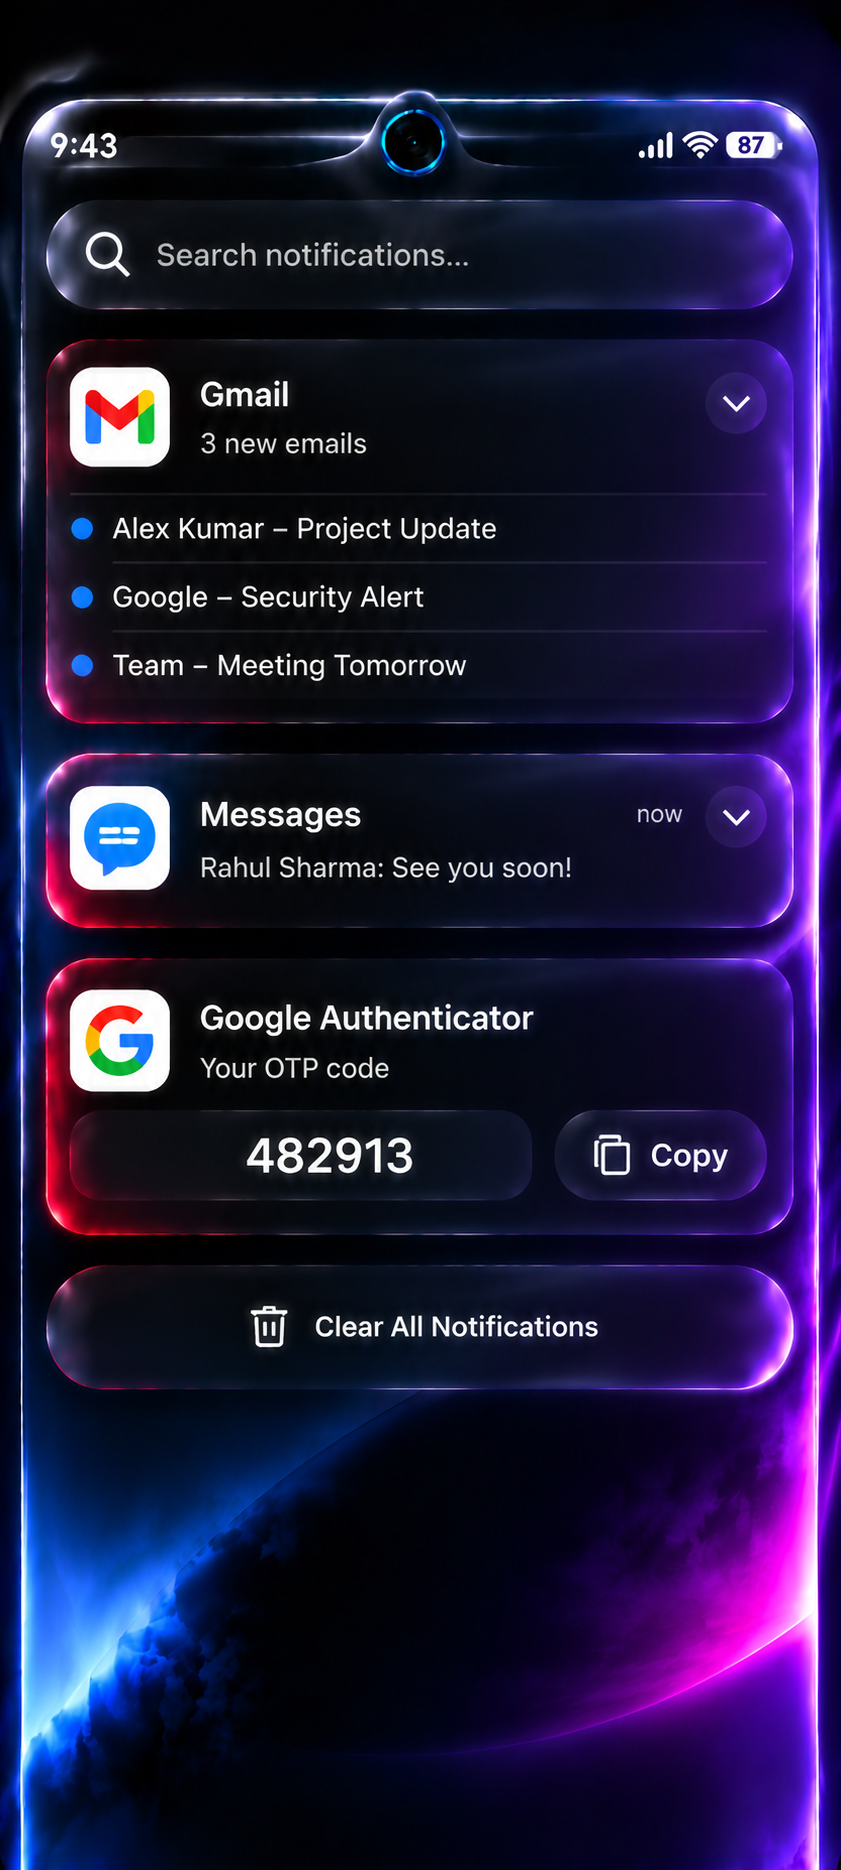 9:43
87
Search notifications...
Gmail
3 new emails
Alex Kumar – Project Update
Google – Security Alert
Team – Meeting Tomorrow
Messages
now
Rahul Sharma: See you soon!
Google Authenticator
Your OTP code
482913
Copy
Clear All Notifications